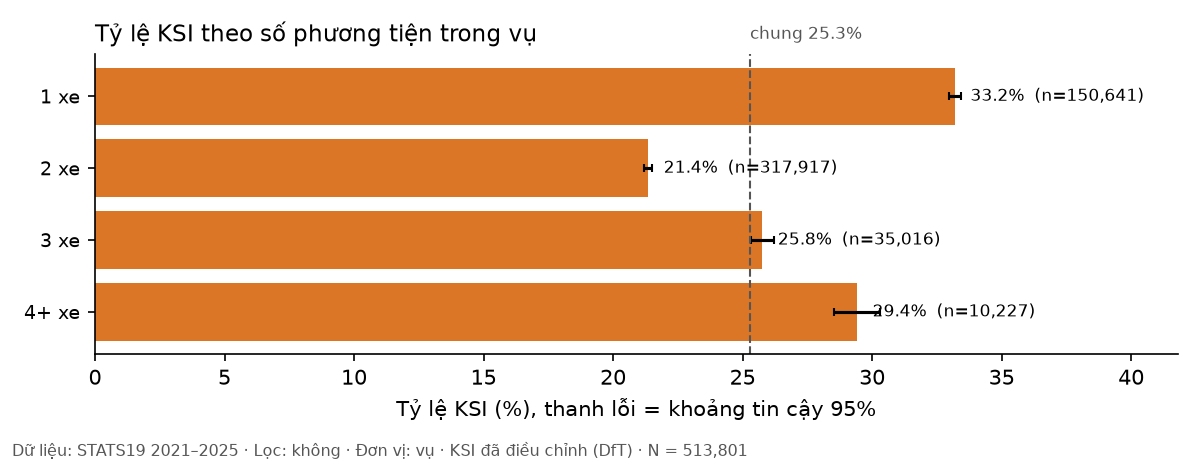 Tỷ lệ KSI theo số phương tiện trong vụ
chung 25.3%
1 xe
33.2% (n=150,641)
2 xe
21.4% (n=317,917)
3 xe
25.8% (n=35,016)
4+ xe
29.4% (n=10,227)
0 5 10 15 20 25 30 35 40
Tỷ lệ KSI (%), thanh lỗi = khoảng tin cậy 95%
Dữ liệu: STATS19 2021–2025 · Lọc: không · Đơn vị: vụ · KSI đã điều chỉnh (DfT) · N = 513,801